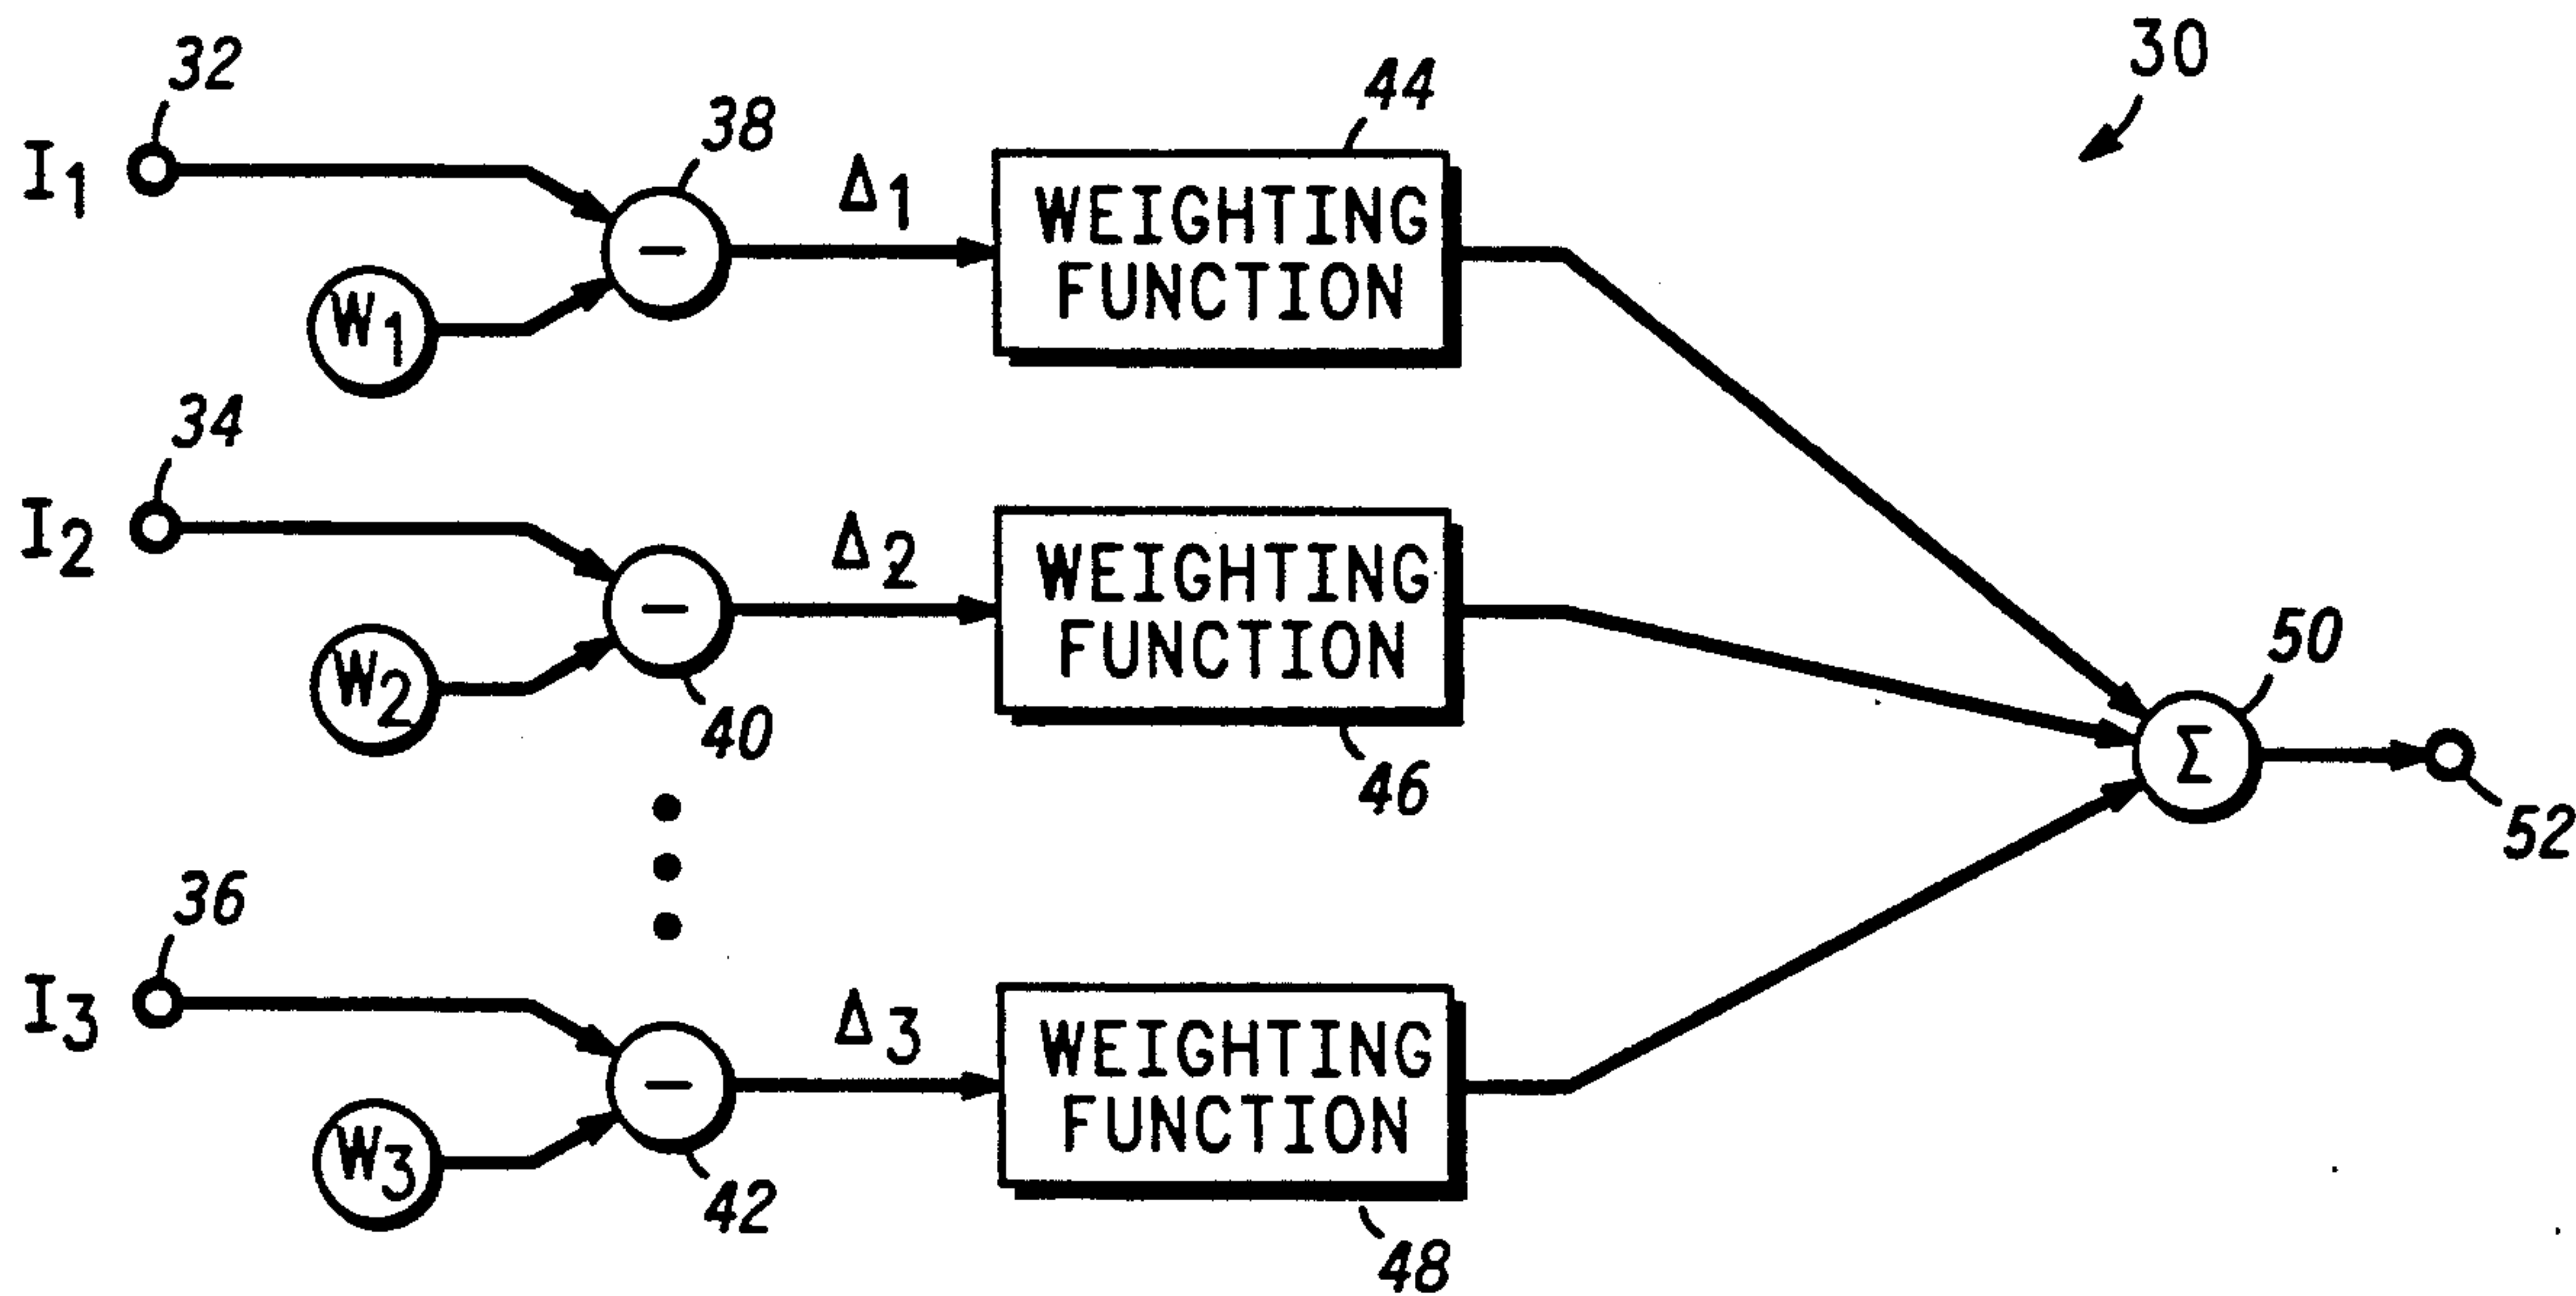 30
32
I1
38
Δ1
44
WEIGHTING
FUNCTION
W1
34
I2
Δ2
WEIGHTING
FUNCTION
W2
40
46
50
Σ
52
36
I3
Δ3
WEIGHTING
FUNCTION
W3
42
48